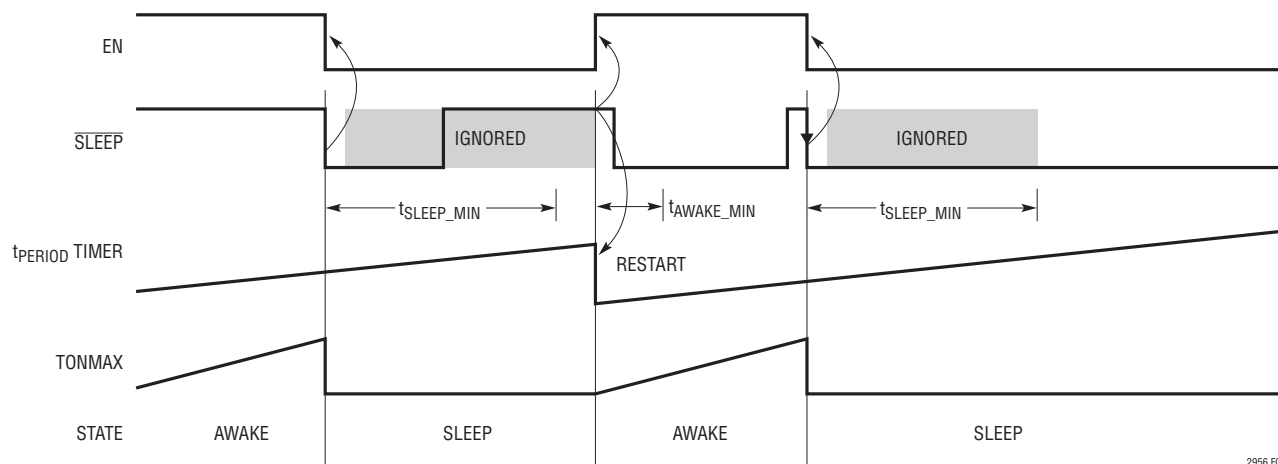 EN
SLEEP
IGNORED
IGNORED
tSLEEP_MIN
tAWAKE_MIN
tSLEEP_MIN
tPERIOD TIMER
RESTART
TONMAX
STATE AWAKE SLEEP AWAKE SLEEP